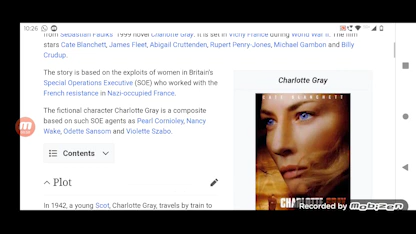 10:26
from Sebastian Faulks' 1999 novel Charlotte Gray. It is set in Vichy France during World War II. The film
stars Cate Blanchett, James Fleet, Abigail Cruttenden, Rupert Penry Jones, Michael Gambon and Billy
Crudup.
The story is based on the exploits of women in Britain's
Special Operations Executive (SOE) who worked with the
French resistance in Nazi-occupied France.
The fictional character Charlotte Gray is a composite
based on such SOE agents as Pearl Cornioley, Nancy
Wake, Odette Sansom and Violette Szabo.
Contents
Plot
In 1942, a young Scot, Charlotte Gray, travels by train to
Charlotte Gray
CATE BLANCHETT
CHARLOTTE GRAY
Recorded by Mobizen